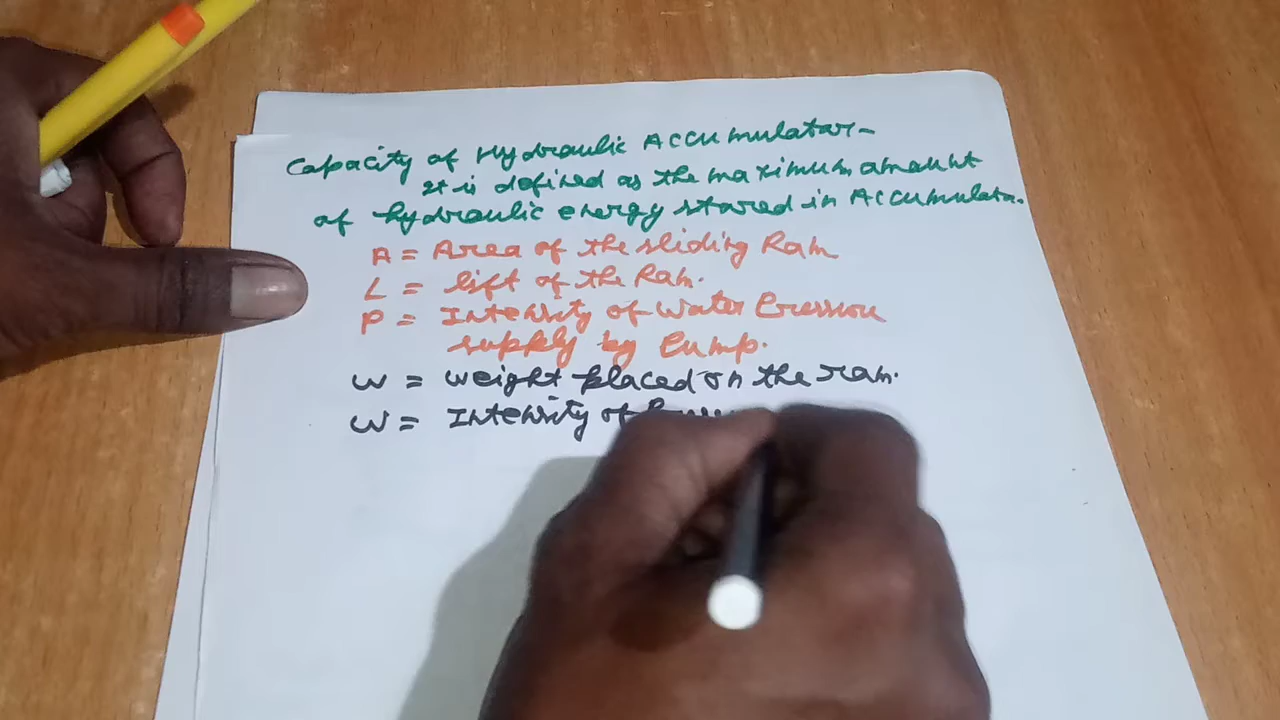 Capacity of Hydraulic Accumulator-
It is defined as the maximum amount
of hydraulic energy stored in Accumulator.
A = Area of the sliding Ram
L = lift of the Ram.
P = Intensity of Water Pressure
supply by Pump.
W = Weight placed on the ram.
W = Intensity of